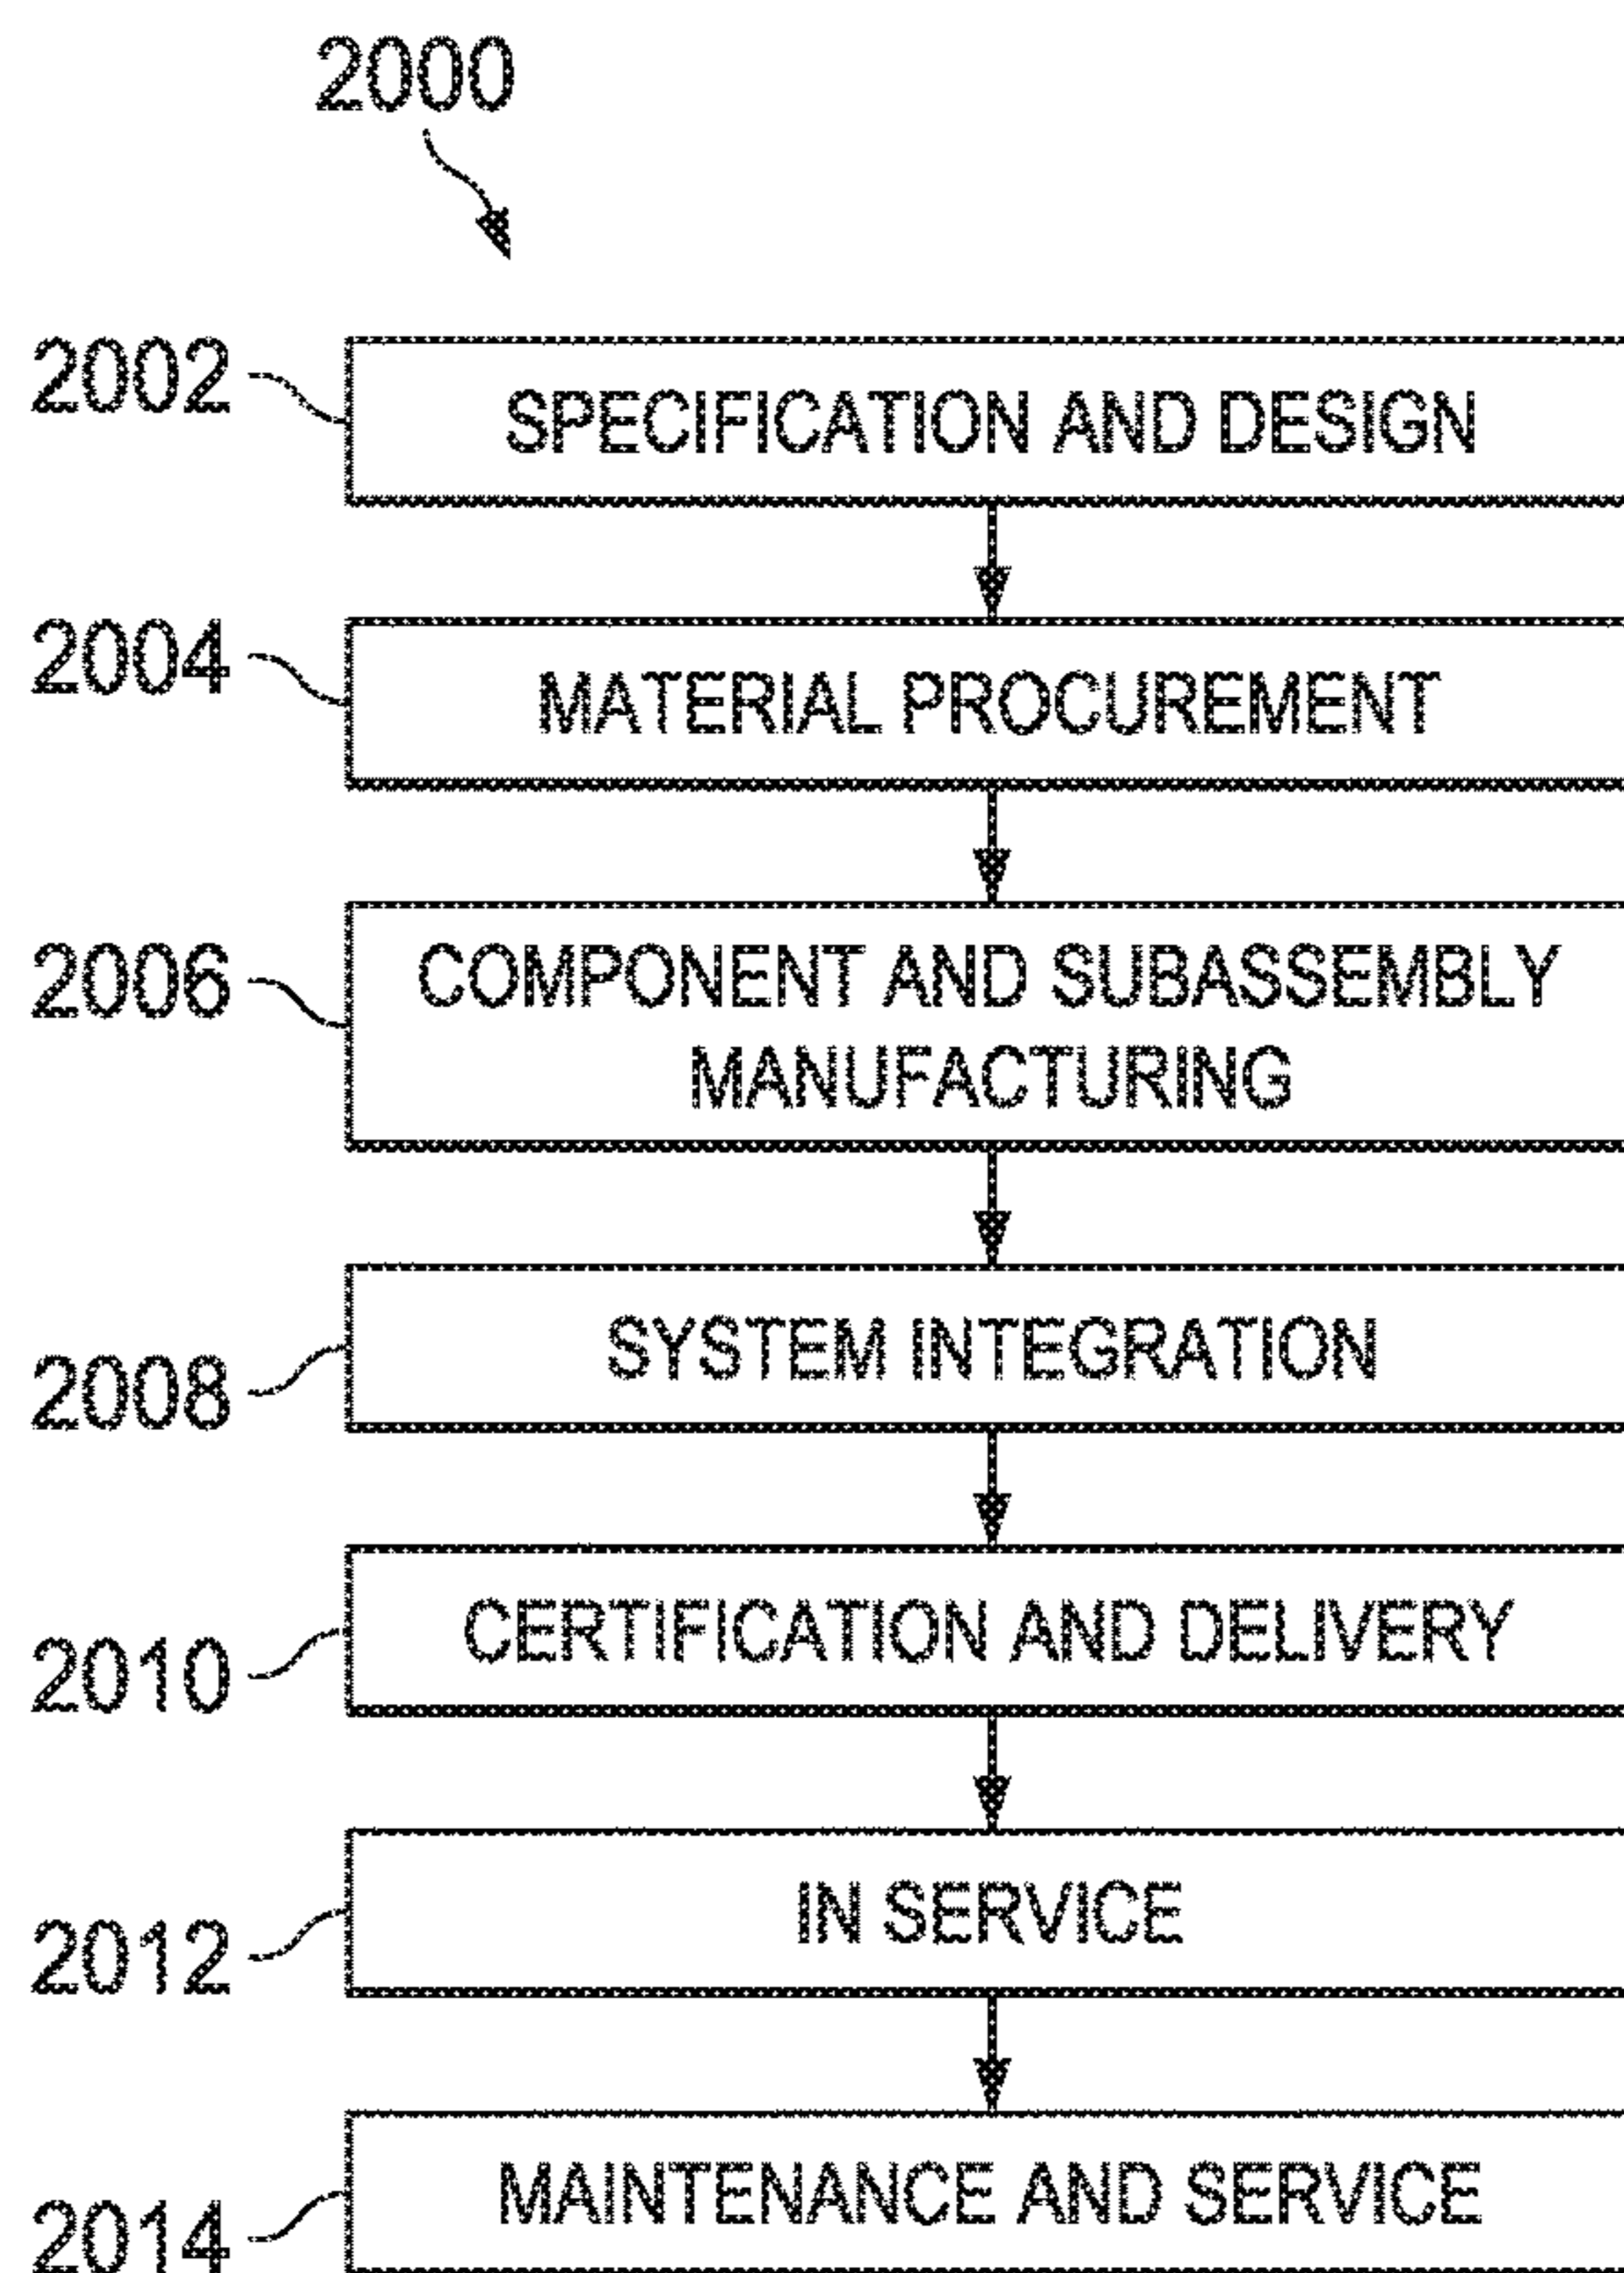 2000
2002 SPECIFICATION AND DESIGN
2004 MATERIAL PROCUREMENT
2006 COMPONENT AND SUBASSEMBLY
MANUFACTURING
2008 SYSTEM INTEGRATION
2010 CERTIFICATION AND DELIVERY
2012 IN SERVICE
2014 MAINTENANCE AND SERVICE